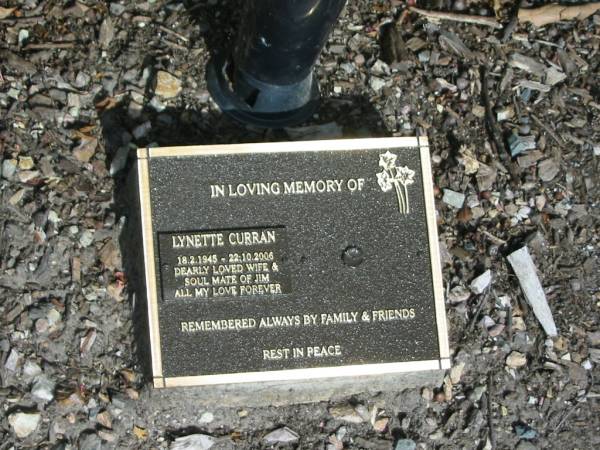 IN LOVING MEMORY OF
LYNETTE CURRAN
18.2.1945 - 22.10.2006
DEARLY LOVED WIFE &
SOUL MATE OF JIM
ALL MY LOVE FOREVER
REMEMBERED ALWAYS BY FAMILY & FRIENDS
REST IN PEACE